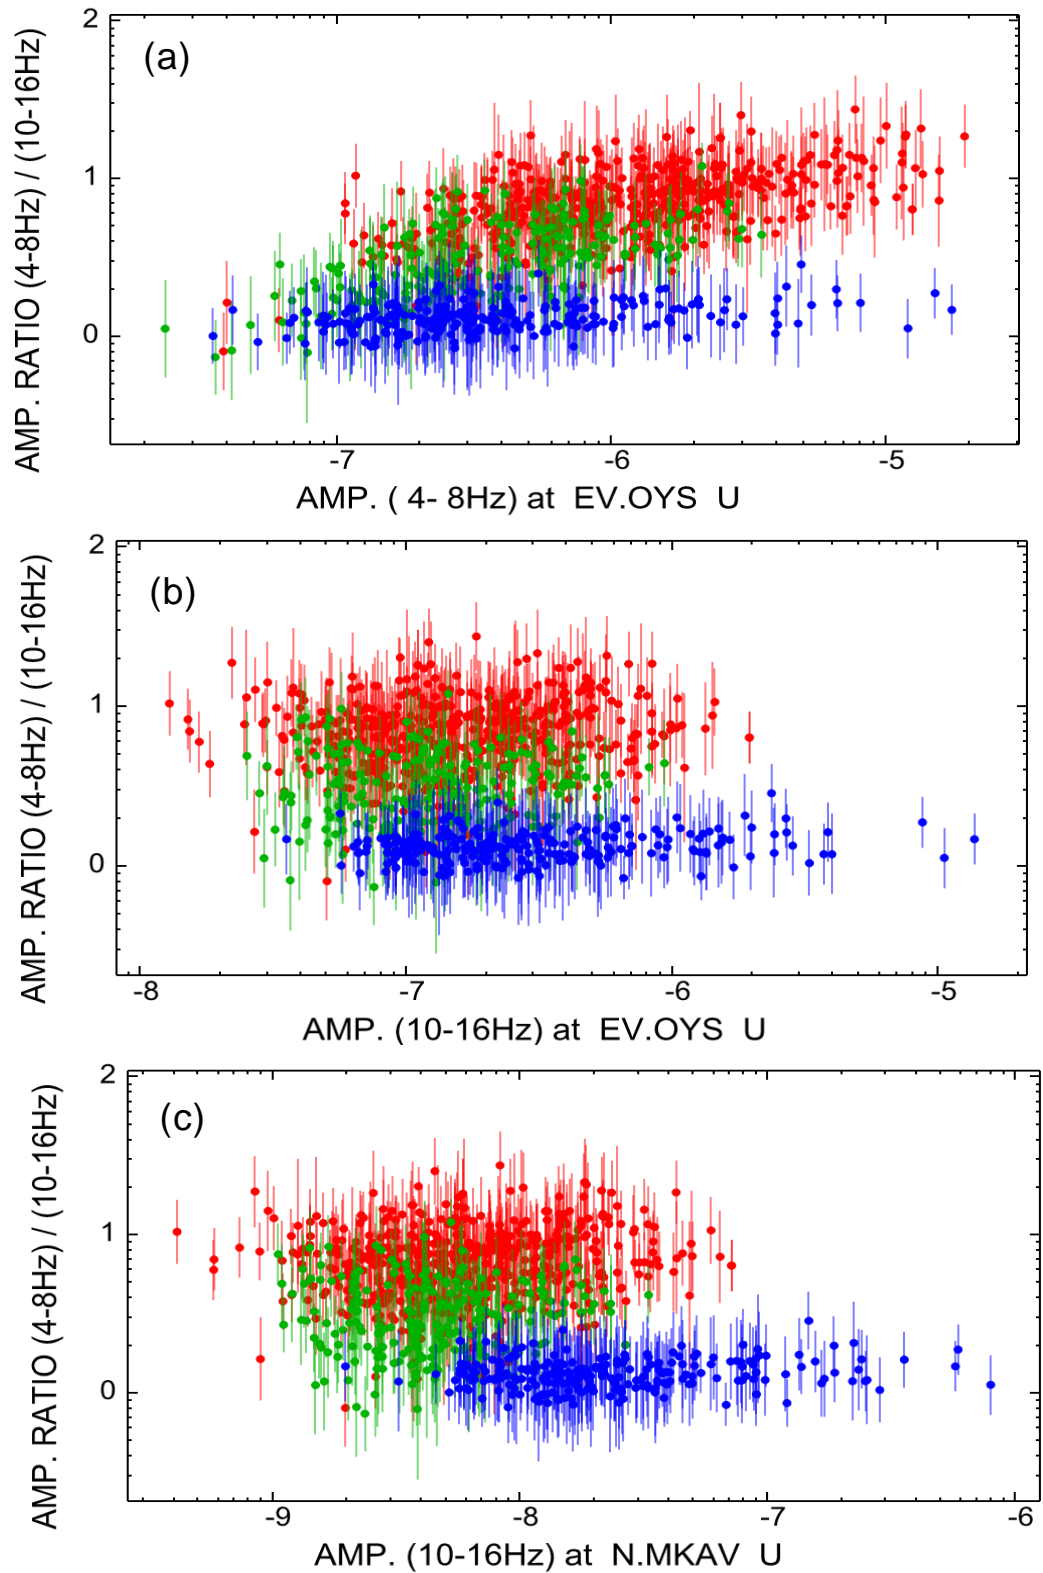 (a)
AMP. RATIO (4-8Hz) / (10-16Hz)
2
1
0
-7 -6 -5
AMP. ( 4- 8Hz) at EV.OYS U
(b)
AMP. RATIO (4-8Hz) / (10-16Hz)
2
1
0
-8 -7 -6 -5
AMP. (10-16Hz) at EV.OYS U
(c)
AMP. RATIO (4-8Hz) / (10-16Hz)
2
1
0
-9 -8 -7 -6
AMP. (10-16Hz) at N.MKAV U